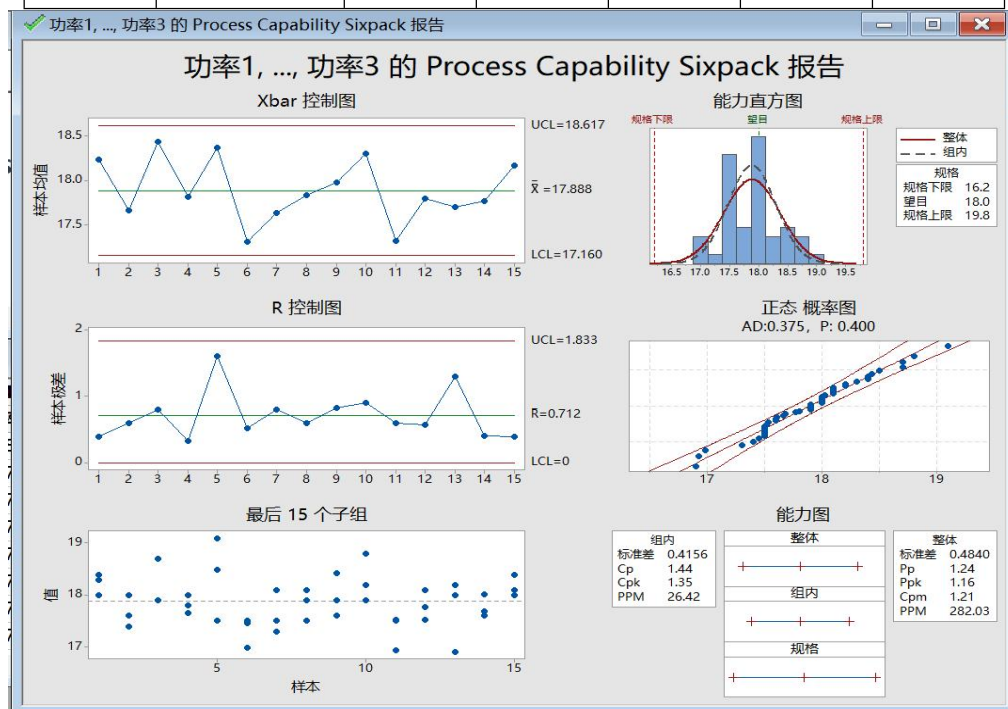 功率1, ..., 功率3 的 Process Capability Sixpack 报告
功率1, ..., 功率3 的 Process Capability Sixpack 报告
Xbar 控制图
样本均值
18.5
18.0
17.5
UCL=18.617
X̿=17.888
LCL=17.160
1 2 3 4 5 6 7 8 9 10 11 12 13 14 15
能力直方图
规格下限 望目 规格上限
16.5 17.0 17.5 18.0 18.5 19.0 19.5
整体
组内
规格
规格下限 16.2
望目 18.0
规格上限 19.8
R 控制图
样本极差
2
1
0
UCL=1.833
R̄=0.712
LCL=0
1 2 3 4 5 6 7 8 9 10 11 12 13 14 15
正态 概率图
AD:0.375, P: 0.400
17 18 19
最后 15 个子组
值
19
18
17
5 10 15
样本
能力图
组内
标准差 0.4156
Cp 1.44
Cpk 1.35
PPM 26.42
整体
组内
规格
整体
标准差 0.4840
Pp 1.24
Ppk 1.16
Cpm 1.21
PPM 282.03